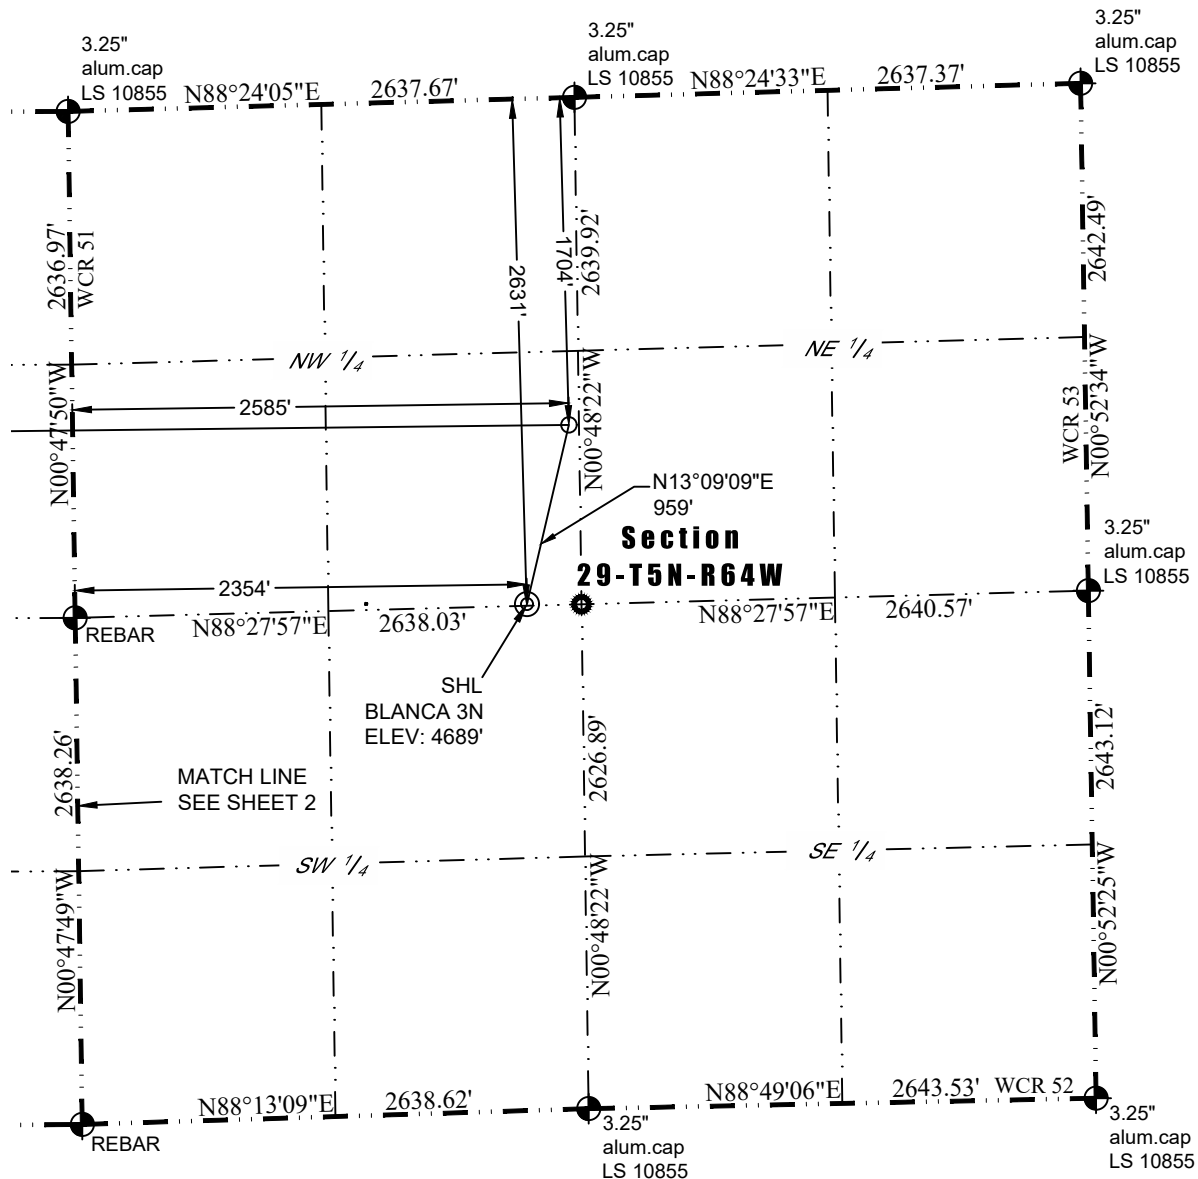 3.25"
alum.cap
LS 10855
3.25"
alum.cap
LS 10855
3.25"
alum.cap
LS 10855
N88°24'05"E
2637.67'
N88°24'33"E
2637.37'
2636.97'
WCR 51
2631'
1704'
2639.92'
2642.49'
NW 1/4
NE 1/4
N00°47'50"W
2585'
N00°48'22"W
WCR 53
N00°52'34"W
N13°09'09"E
959'
Section
29-T5N-R64W
3.25"
alum.cap
LS 10855
2354'
REBAR
N88°27'57"E
2638.03'
N88°27'57"E
2640.57'
SHL
BLANCA 3N
ELEV: 4689'
2638.26'
MATCH LINE
SEE SHEET 2
2626.89'
2643.12'
SW 1/4
SE 1/4
N00°47'49"W
N00°48'22"W
N00°52'25"W
N88°13'09"E
2638.62'
N88°49'06"E
2643.53'
WCR 52
REBAR
3.25"
alum.cap
LS 10855
3.25"
alum.cap
LS 10855